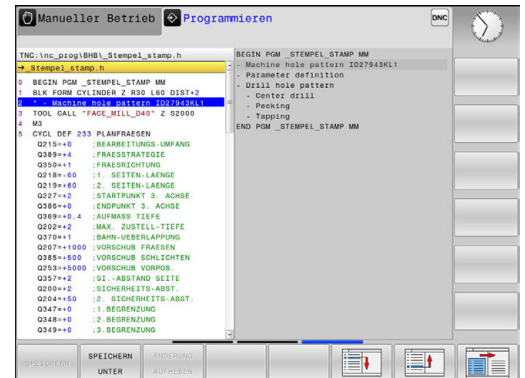 Manueller Betrieb
Programmieren
DNC
TNC:\nc_prog\BHB\_Stempel_stamp.h
→_Stempel_stamp.h
0 BEGIN PGM _STEMPEL_STAMP MM
1 BLK FORM CYLINDER Z R30 L60 DIST+2
2 * - Machine hole pattern ID27943KL1
3 TOOL CALL "FACE_MILL_D40" Z S2000
4 M3
5 CYCL DEF 233 PLANFRAESEN
Q215=+0 ;BEARBEITUNGS-UMFANG
Q389=+4 ;FRAESSTRATEGIE
Q350=+1 ;FRAESRICHTUNG
Q218=-60 ;1. SEITEN-LAENGE
Q219=+60 ;2. SEITEN-LAENGE
Q227=+2 ;STARTPUNKT 3. ACHSE
Q386=+0 ;ENDPUNKT 3. ACHSE
Q369=+0.4 ;AUFMASS TIEFE
Q202=+2 ;MAX. ZUSTELL-TIEFE
Q370=+1 ;BAHN-UEBERLAPPUNG
Q207=+1000 ;VORSCHUB FRAESEN
Q385=+500 ;VORSCHUB SCHLICHTEN
Q253=+5000 ;VORSCHUB VORPOS.
Q357=+2 ;SI.-ABSTAND SEITE
Q200=+2 ;SICHERHEITS-ABST.
Q204=+50 ;2. SICHERHEITS-ABST.
Q347=+0 ;1.BEGRENZUNG
Q348=+0 ;2.BEGRENZUNG
Q349=+0 ;3.BEGRENZUNG
BEGIN PGM _STEMPEL_STAMP MM
- Machine hole pattern ID27943KL1
- Parameter definition
- Drill hole pattern
- Center drill
- Pecking
- Tapping
END PGM _STEMPEL_STAMP MM
SPEICHERN
SPEICHERN
UNTER
ÄNDERUNG
AUFHEBEN